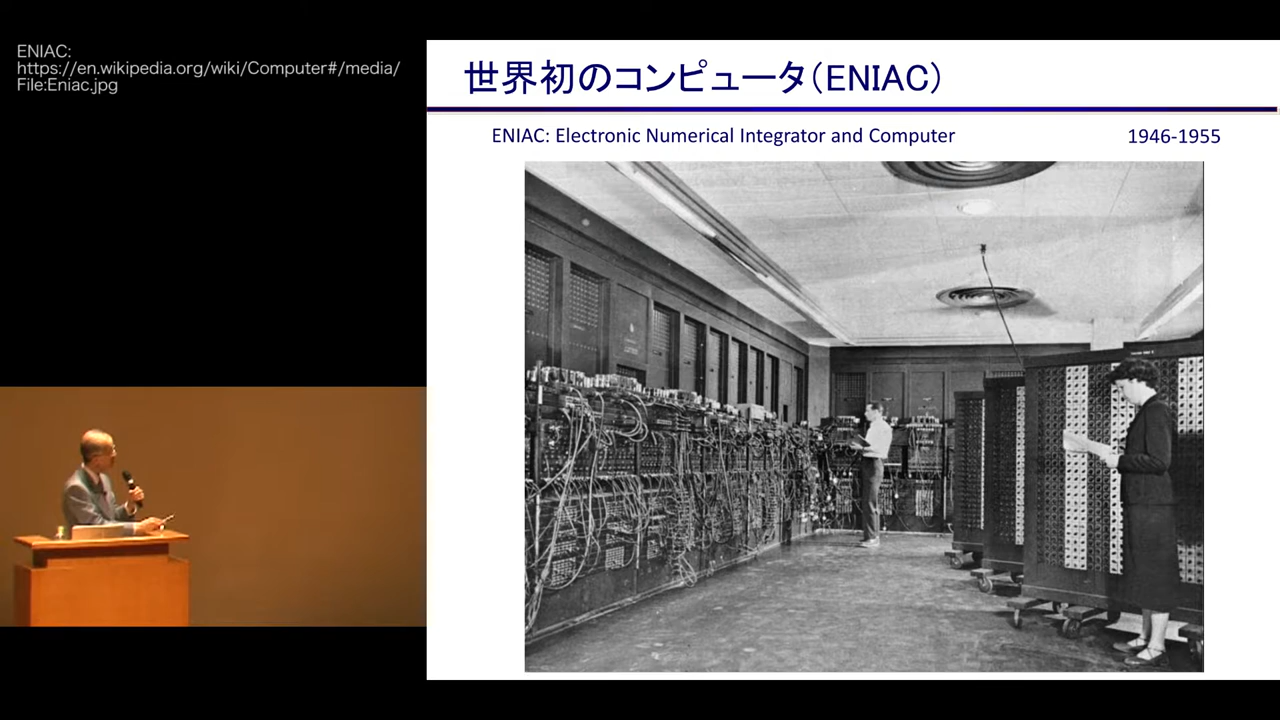 ENIAC:
https://en.wikipedia.org/wiki/Computer#/media/
File:Eniac.jpg
世界初のコンピュータ(ENIAC)
ENIAC: Electronic Numerical Integrator and Computer
1946-1955